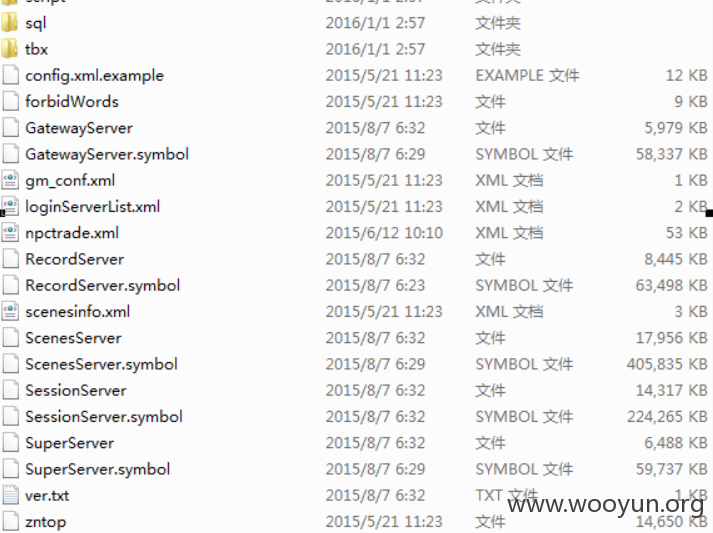 sql 2016/1/1 2:57 文件夹
tbx 2016/1/1 2:57 文件夹
config.xml.example 2015/5/21 11:23 EXAMPLE 文件 12 KB
forbidWords 2015/5/21 11:23 文件 9 KB
GatewayServer 2015/8/7 6:32 文件 5,979 KB
GatewayServer.symbol 2015/8/7 6:29 SYMBOL 文件 58,337 KB
gm_conf.xml 2015/5/21 11:23 XML 文档 1 KB
loginServerList.xml 2015/5/21 11:23 XML 文档 2 KB
npctrade.xml 2015/6/12 10:10 XML 文档 53 KB
RecordServer 2015/8/7 6:32 文件 8,445 KB
RecordServer.symbol 2015/8/7 6:23 SYMBOL 文件 63,498 KB
scenesinfo.xml 2015/5/21 11:23 XML 文档 3 KB
ScenesServer 2015/8/7 6:32 文件 17,956 KB
ScenesServer.symbol 2015/8/7 6:29 SYMBOL 文件 405,835 KB
SessionServer 2015/8/7 6:32 文件 14,317 KB
SessionServer.symbol 2015/8/7 6:32 SYMBOL 文件 224,265 KB
SuperServer 2015/8/7 6:32 文件 6,488 KB
SuperServer.symbol 2015/8/7 6:29 SYMBOL 文件 59,737 KB
ver.txt 2015/8/7 6:32 TXT 文件 1 KB
www.wooyun.org
zntop 2015/5/21 11:23 文件 14,650 KB